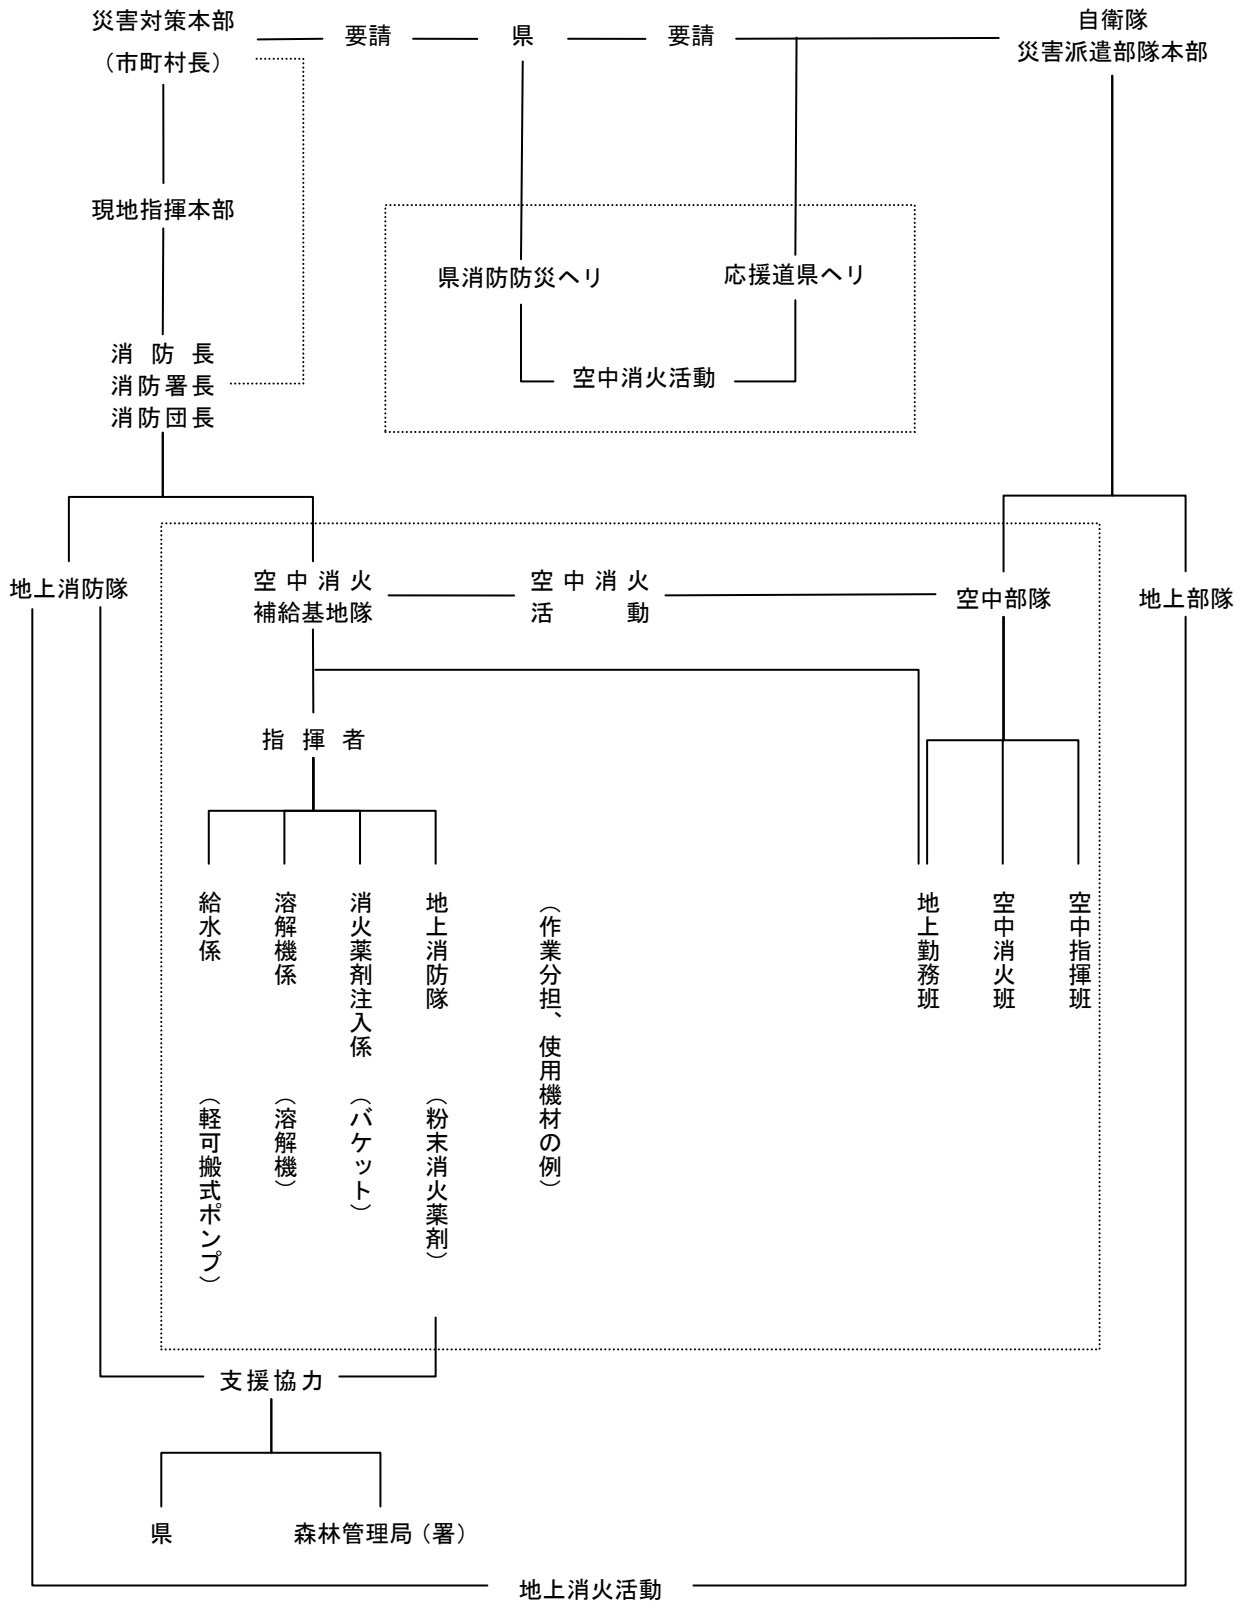 災害対策本部
（市町村長）
要請
県
要請
自衛隊
災害派遣部隊本部
現地指揮本部
県消防防災ヘリ
応援道県ヘリ
空中消火活動
消防長
消防署長
消防団長
地上消防隊
空中消火
補給基地隊
空中消火
活動
空中部隊
地上部隊
指揮者
給水係
（軽可搬式ポンプ）
溶解機係
（溶解機）
消火薬剤注入係
（バケット）
地上消防隊
（粉末消火薬剤）
（作業分担、使用機材の例）
地上勤務班
空中消火班
空中指揮班
支援協力
県
森林管理局（署）
地上消火活動